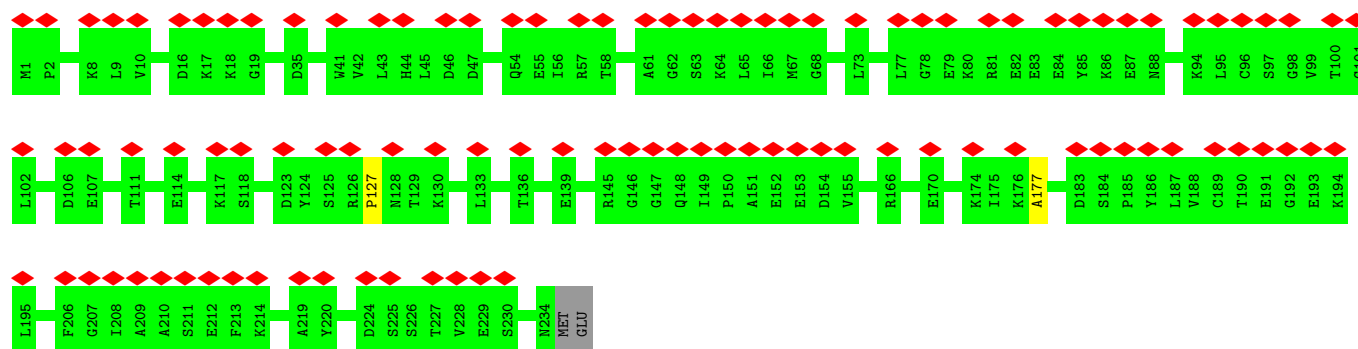 M1 P2 K8 L9 V10 D16 K17 K18 G19 D35 W41 V42 L43 H44 L45 D46 D47 Q54 E55 I56 R57 T58 A61 G62 S63 K64 L65 I66 M67 G68 L73 L77 G78 E79 K80 R81 E82 E83 E84 Y85 K86 E87 N88 K94 L95 C96 S97 G98 V99 T100 G101
L102 D106 E107 T111 E114 K117 S118 D123 Y124 S125 R126 P127 N128 T129 K130 L133 T136 E139 R145 G146 G147 Q148 I149 P150 A151 E152 E153 D154 V155 R166 E170 K174 I175 K176 A177 D183 S184 P185 Y186 L187 V188 C189 T190 E191 G192 E193 K194
L195 F206 G207 I208 A209 A210 S211 E212 F213 K214 A219 Y220 D224 S225 S226 T227 V228 E229 S230 N234 MET GLU